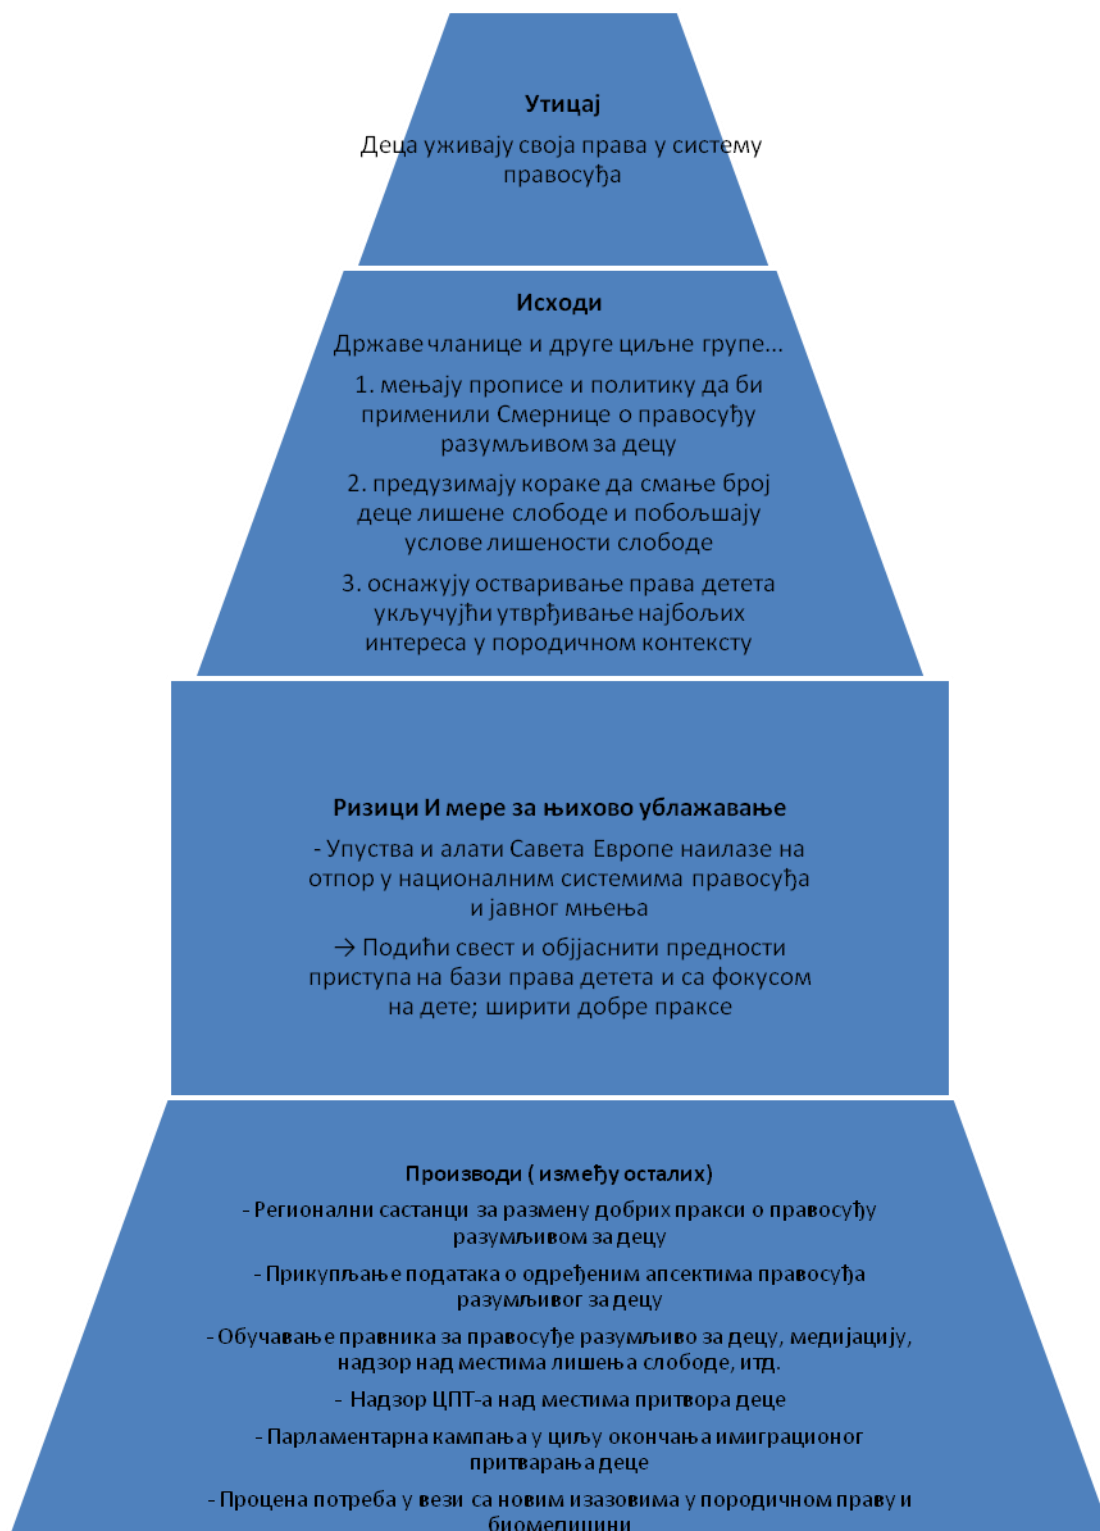 Утицај
Деца уживају своја права у систему
правосуђа
Исходи
Државе чланице и друге циљне групе...
1. мењају прописе и политику да би
применили Смернице о правосуђу
разумљивом за децу
2. предузимају кораке да смање број
деце лишене слободе и побољшају
услове лишености слободе
3. оснажују остваривање права детета
укључујћи утврђивање најбољих
интереса у породичном контексту
Ризици И мере за њихово ублажавање
- Упуства и алати Савета Европе наилазе на
отпор у националним системима правосуђа
и јавног мњења
→ Подићи свест и објјаснити предности
приступа на бази права детета и са фокусом
на дете; ширити добре праксе
Производи ( између осталих)
- Регионални састанци за размену добрих пракси о правосуђу
разумљивом за децу
- Прикупљање података о одређеним апсектима правосуђа
разумљивог за децу
- Обучавање правника за правосуђе разумљиво за децу, медијацију,
надзор над местима лишења слободе, итд.
- Надзор ЦПТ-а над местима притвора деце
- Парламентарна кампања у циљу окончања имиграционог
притварања деце
- Процена потреба у вези са новим изазовима у породичном праву и
биомедицини